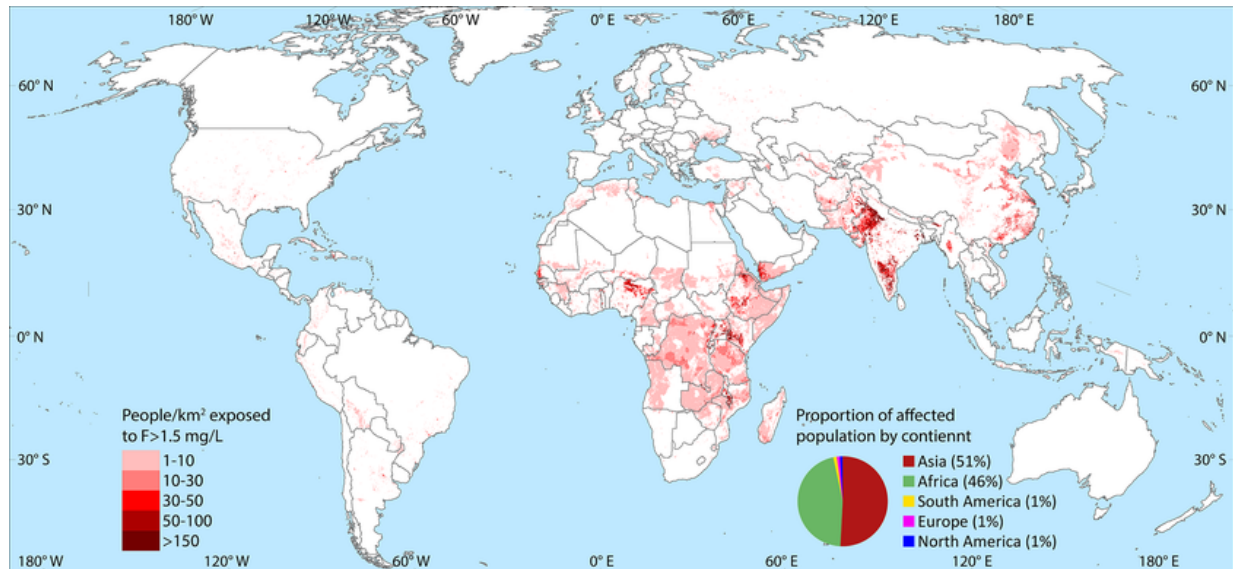 180° W 120° W 60° W 0° E 60° E 120° E 180° E
60° N 60° N
30° N 30° N
0° N 0° N
30° S 30° S
People/km² exposed
to F>1.5 mg/L
1-10
10-30
30-50
50-100
>150
Proportion of affected
population by contiennt
Asia (51%)
Africa (46%)
South America (1%)
Europe (1%)
North America (1%)
180° W 120° W 60° W 0° E 60° E 120° E 180° E